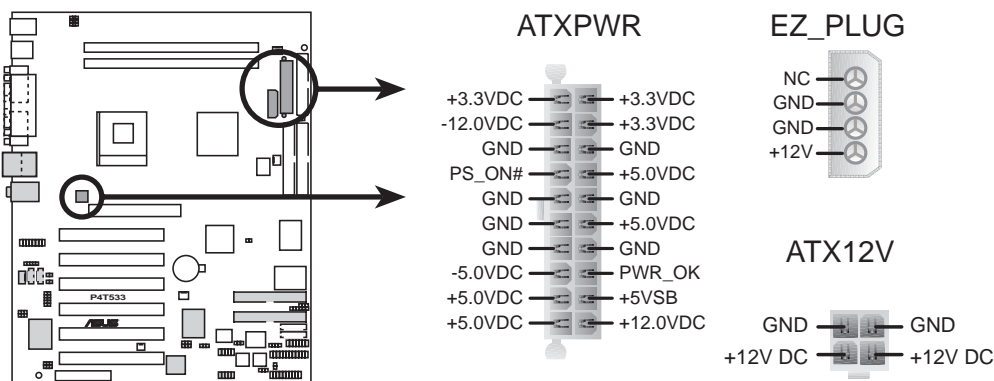 ATXPWR
EZ_PLUG
+3.3VDC +3.3VDC
-12.0VDC +3.3VDC
GND GND
PS_ON# +5.0VDC
GND GND
GND +5.0VDC
GND GND
-5.0VDC PWR_OK
+5.0VDC +5VSB
+5.0VDC +12.0VDC
NC
GND
GND
+12V
ATX12V
GND GND
+12V DC +12V DC
P4T533
ASUS